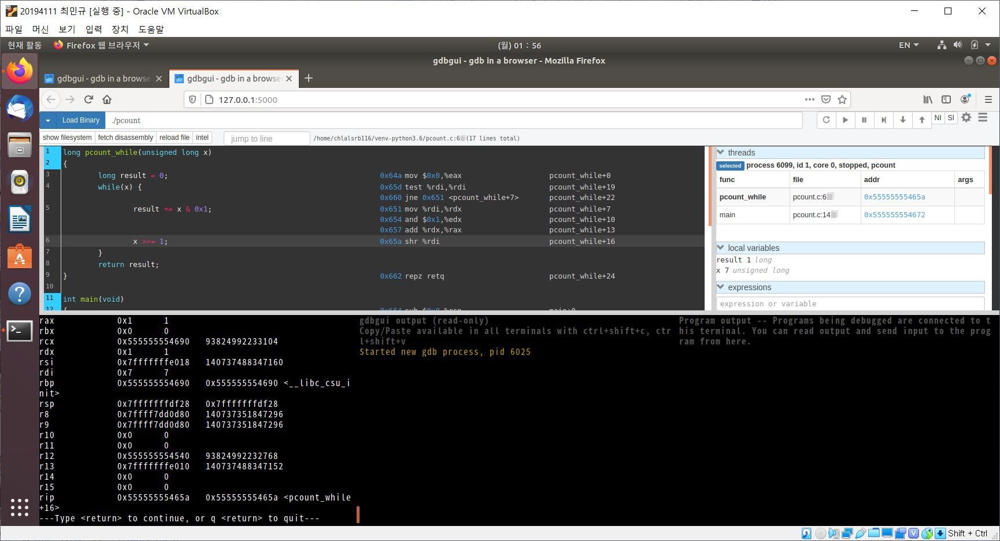 20194111 최민규 [실행 중] - Oracle VM VirtualBox
파일 머신 보기 입력 장치 도움말
현재 활동 Firefox 웹 브라우저 (월) 01 : 56 EN
gdbgui - gdb in a browser - Mozilla Firefox
gdbgui - gdb in a browse gdbgui - gdb in a browse
127.0.0.1:5000
Load Binary ./pcount NI SI
show filesystem fetch disassembly reload file intel jump to line /home/chlalsrb116/venv-python3.6/pcount.c:6 (17 lines total)
1 long pcount_while(unsigned long x)
2 {
3 long result = 0; 0x64a mov $0x0,%eax pcount_while+0
4 while(x) { 0x65d test %rdi,%rdi pcount_while+19
0x660 jne 0x651 <pcount_while+7> pcount_while+22
5 result += x & 0x1; 0x651 mov %rdi,%rdx pcount_while+7
0x654 and $0x1,%edx pcount_while+10
0x657 add %rdx,%rax pcount_while+13
6 x >>= 1; 0x65a shr %rdi pcount_while+16
7 }
8 return result;
9 } 0x662 repz retq pcount_while+24
10
11 int main(void)
12 { 0x664 sub $0x8,%rsp main+0
threads
selected process 6099, id 1, core 0, stopped, pcount
func file addr args
pcount_while pcount.c:6 0x55555555465a
main pcount.c:14 0x555555554672
local variables
result 1 long
x 7 unsigned long
expressions
expression or variable
rax 0x1 1
rbx 0x0 0
rcx 0x555555554690 93824992233104
rdx 0x1 1
rsi 0x7fffffffe018 140737488347160
rdi 0x7 7
rbp 0x555555554690 0x555555554690 <__libc_csu_i
nit>
rsp 0x7fffffffdf28 0x7fffffffdf28
r8 0x7ffff7dd0d80 140737351847296
r9 0x7ffff7dd0d80 140737351847296
r10 0x0 0
r11 0x0 0
r12 0x555555554540 93824992232768
r13 0x7fffffffe010 140737488347152
r14 0x0 0
r15 0x0 0
rip 0x55555555465a 0x55555555465a <pcount_while
+16>
---Type <return> to continue, or q <return> to quit---
gdbgui output (read-only)
Copy/Paste available in all terminals with ctrl+shift+c, ctr
l+shift+v
Started new gdb process, pid 6025
Program output -- Programs being debugged are connected to t
his terminal. You can read output and send input to the prog
ram from here.
Shift + Ctrl